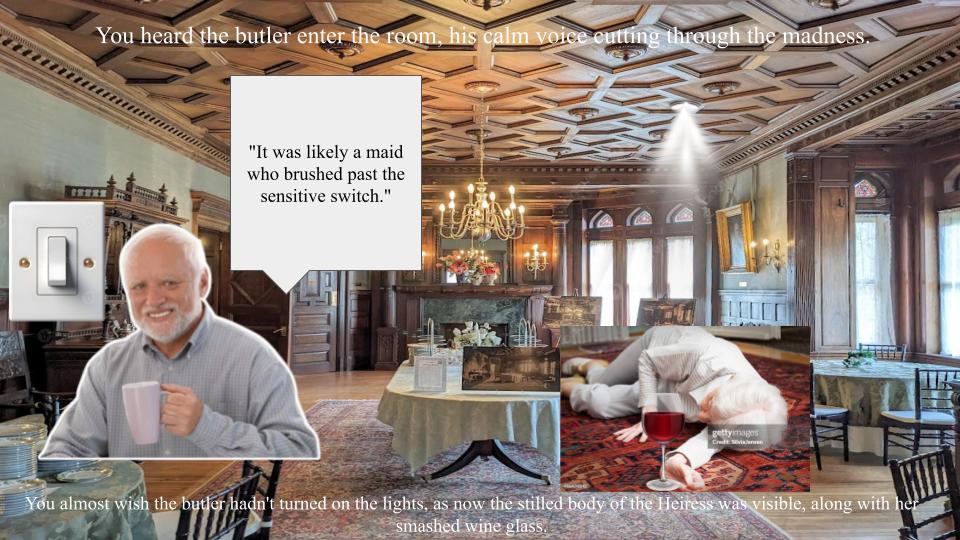 You heard the butler enter the room, his calm voice cutting through the madness.
"It was likely a maid
who brushed past the
sensitive switch."
gettyimages
Credit: SilviaJansen
You almost wish the butler hadn't turned on the lights, as now the stilled body of the Heiress was visible, along with her
smashed wine glass.